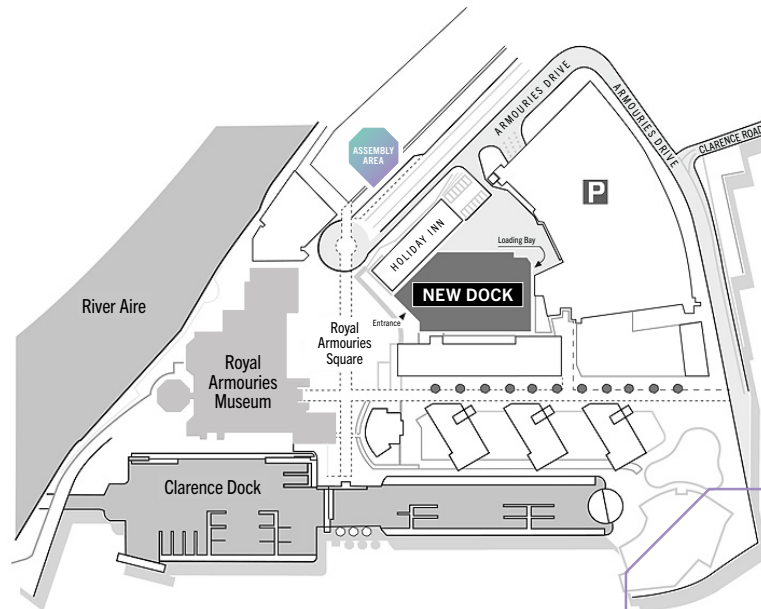 ARMOURIES DRIVE
ARMOURIES DRIVE
CLARENCE ROAD
ASSEMBLY
AREA
P
HOLIDAY INN
Loading Bay
NEW DOCK
River Aire
Entrance
Royal
Armouries
Square
Royal
Armouries
Museum
Clarence Dock